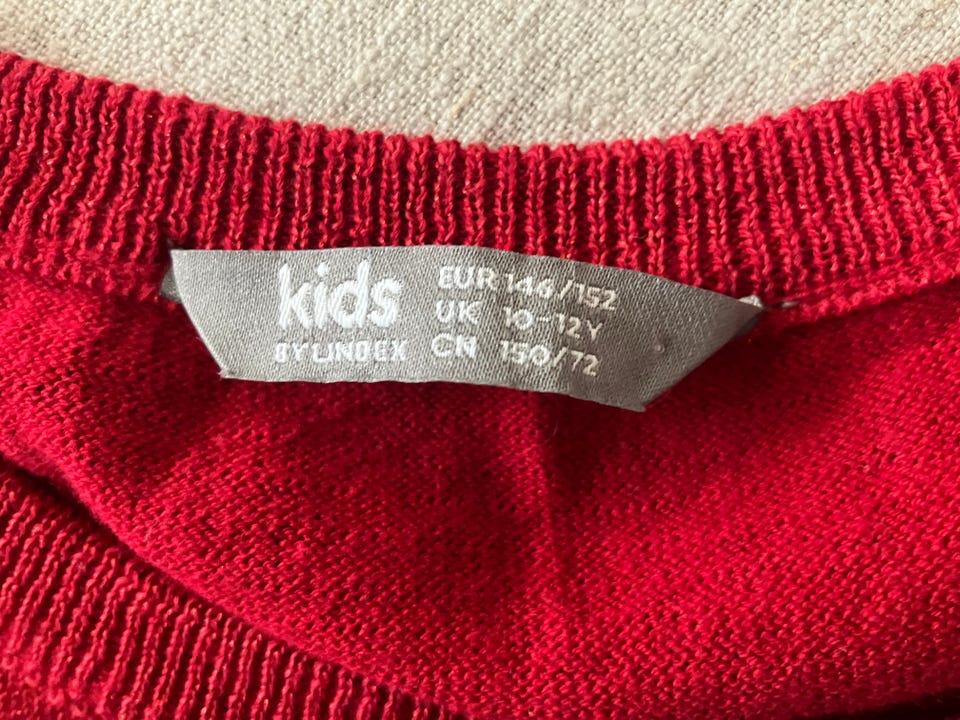 kids
BY LINDEX
EUR 146/152
UK 10-12Y
CN 150/72